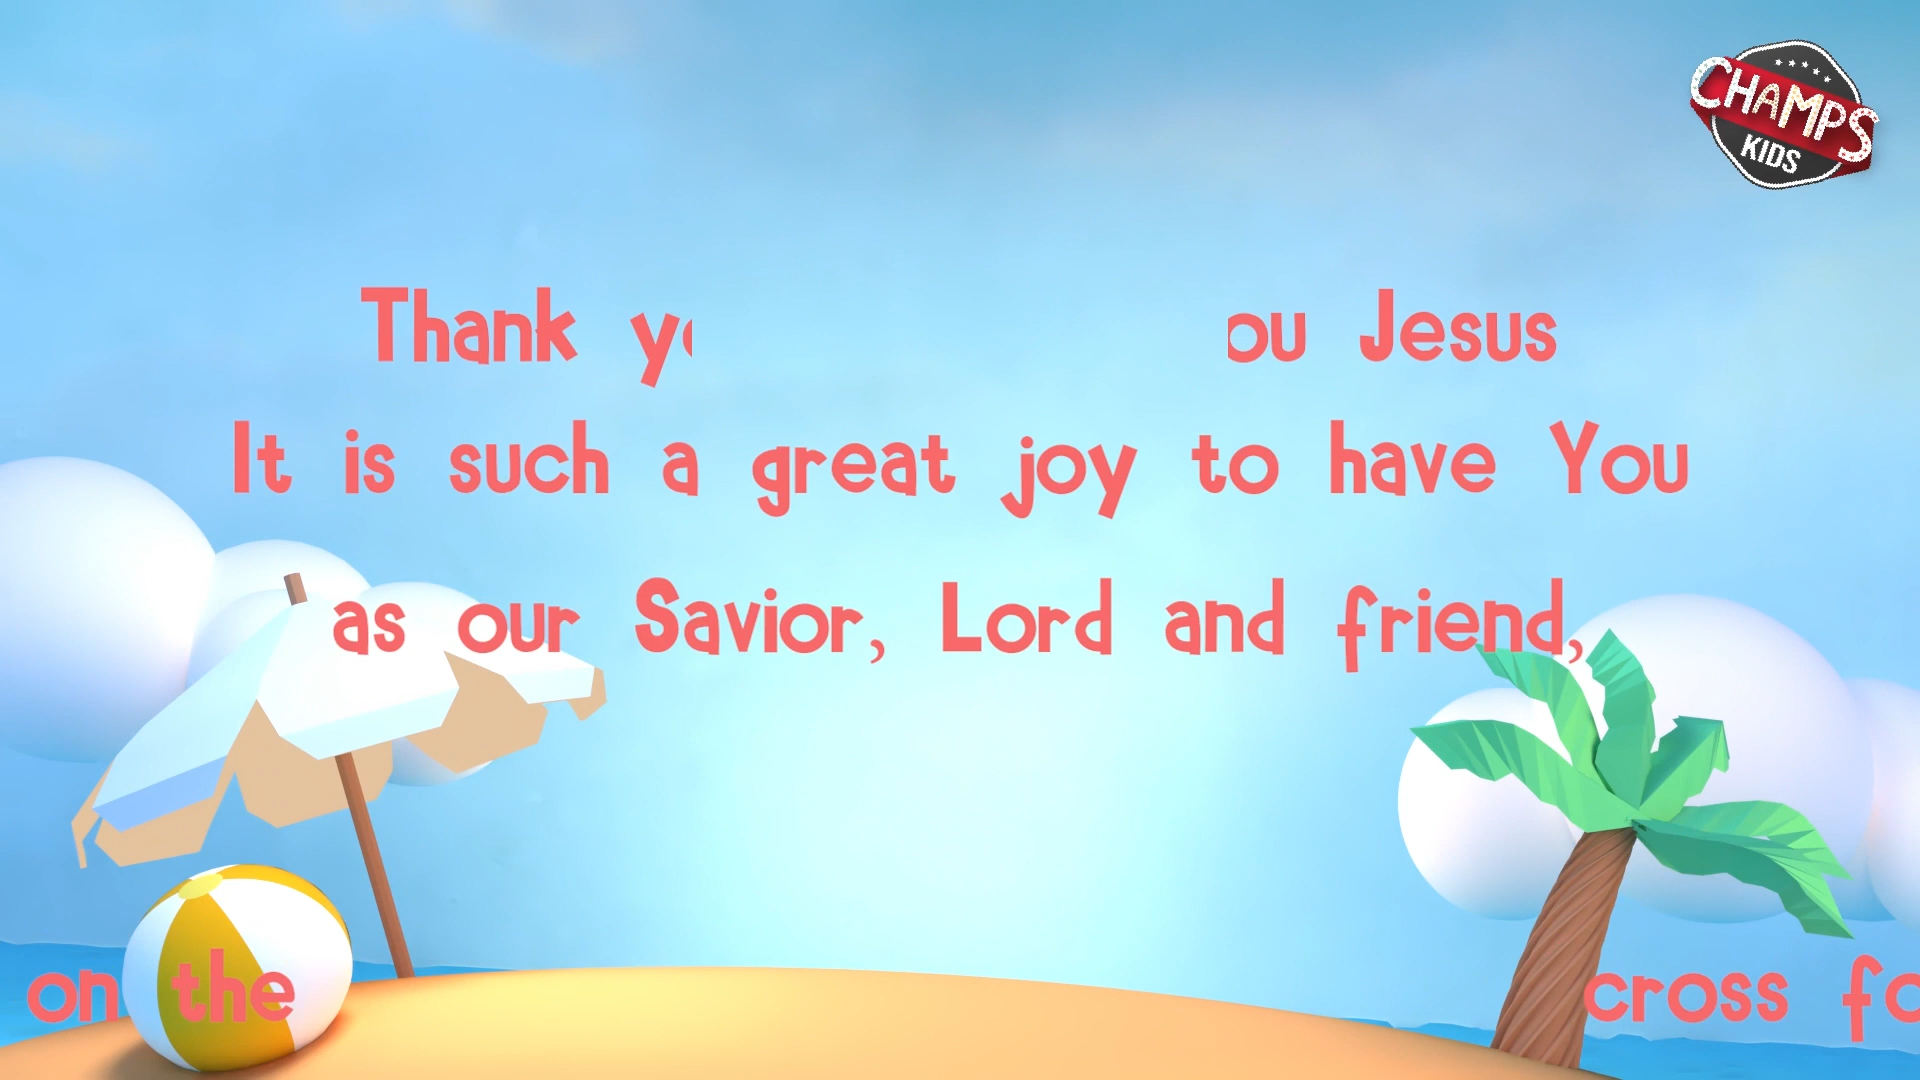 CHAMPS
KIDS
Thank Jesus
It is such a great joy to have You
as our Savior, Lord and friend,
on the cross